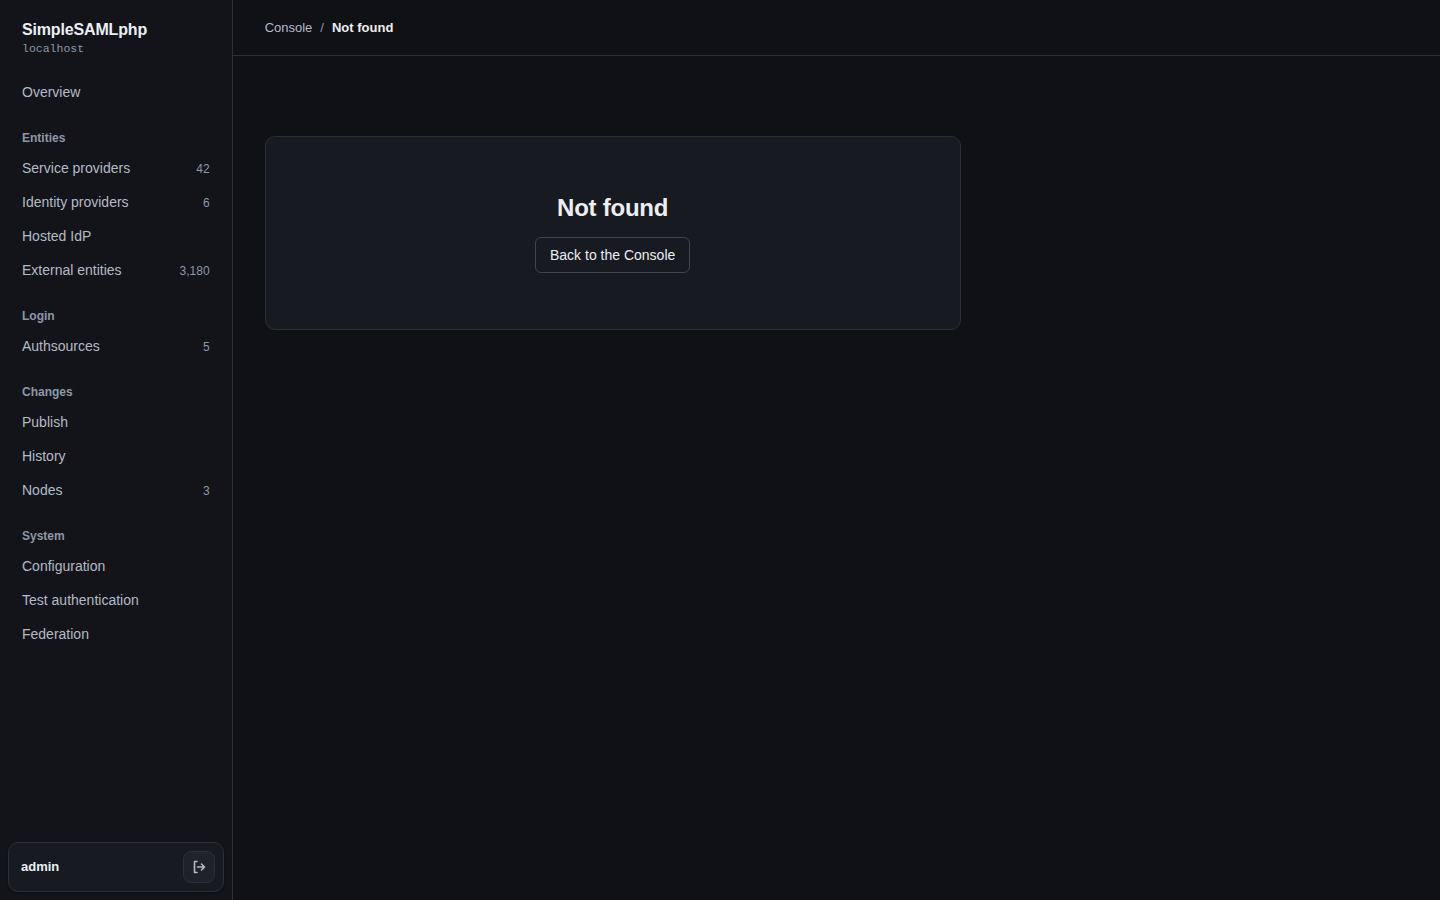 SimpleSAMLphp
localhost
Overview
Entities
Service providers 42
Identity providers 6
Hosted IdP
External entities 3,180
Login
Authsources 5
Changes
Publish
History
Nodes 3
System
Configuration
Test authentication
Federation
admin
Console / Not found
Not found
Back to the Console